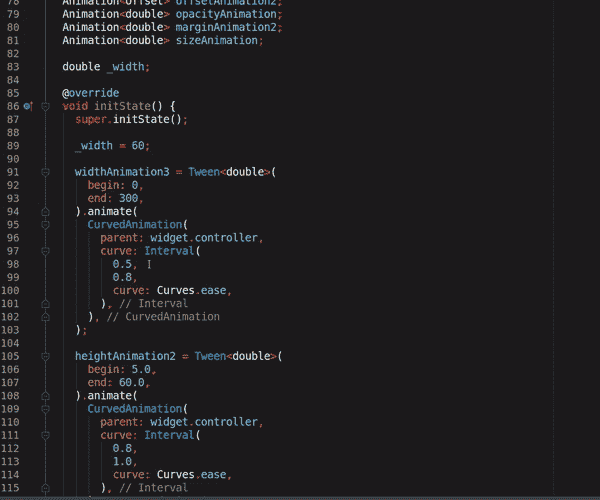 78 Animation<Offset> offsetAnimation2;
79 Animation<double> opacityAnimation;
80 Animation<double> marginAnimation2;
81 Animation<double> sizeAnimation;
82
83 double _width;
84
85 @override
86 void initState() {
87 super.initState();
88
89 _width = 60;
90
91 widthAnimation3 = Tween<double>(
92 begin: 0,
93 end: 300,
94 ).animate(
95 CurvedAnimation(
96 parent: widget.controller,
97 curve: Interval(
98 0.5,
99 0.8,
100 curve: Curves.ease,
101 ), // Interval
102 ), // CurvedAnimation
103 );
104
105 heightAnimation2 = Tween<double>(
106 begin: 5.0,
107 end: 60.0,
108 ).animate(
109 CurvedAnimation(
110 parent: widget.controller,
111 curve: Interval(
112 0.8,
113 1.0,
114 curve: Curves.ease,
115 ), // Interval